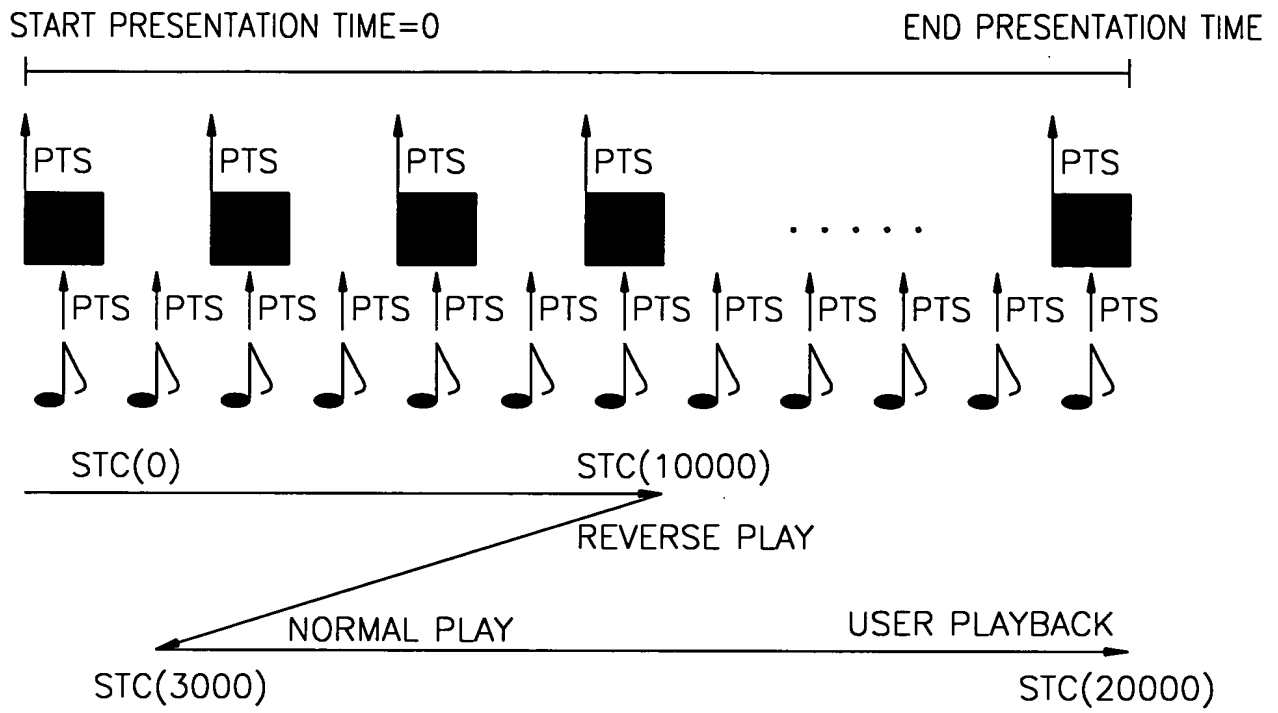 START PRESENTATION TIME=0 END PRESENTATION TIME
PTS PTS PTS PTS PTS
PTS PTS PTS PTS PTS PTS PTS PTS PTS PTS PTS PTS
STC(0) STC(10000)
REVERSE PLAY
NORMAL PLAY USER PLAYBACK
STC(3000) STC(20000)